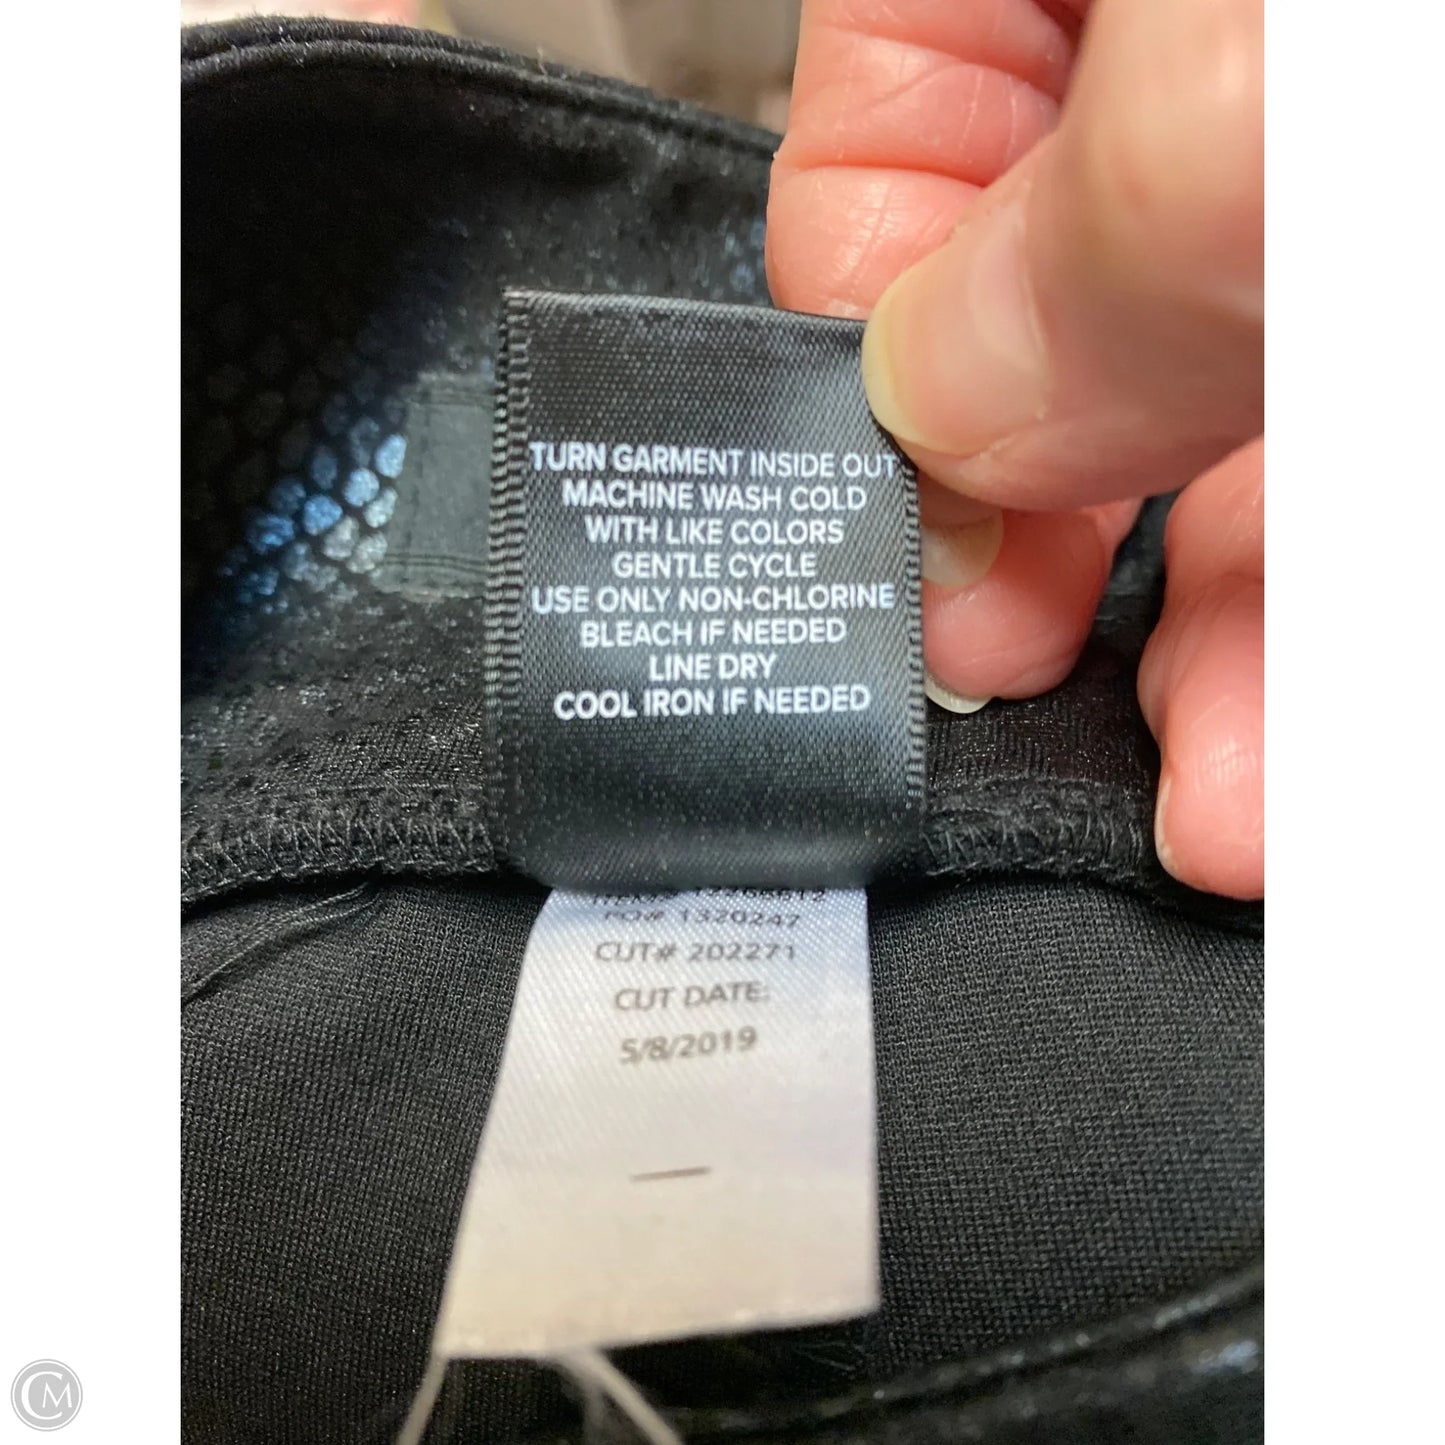 TURN GARMENT INSIDE OUT
MACHINE WASH COLD
WITH LIKE COLORS
GENTLE CYCLE
USE ONLY NON-CHLORINE
BLEACH IF NEEDED
LINE DRY
COOL IRON IF NEEDED
PO# 1320247
CUT# 202271
CUT DATE:
5/8/2019
CM